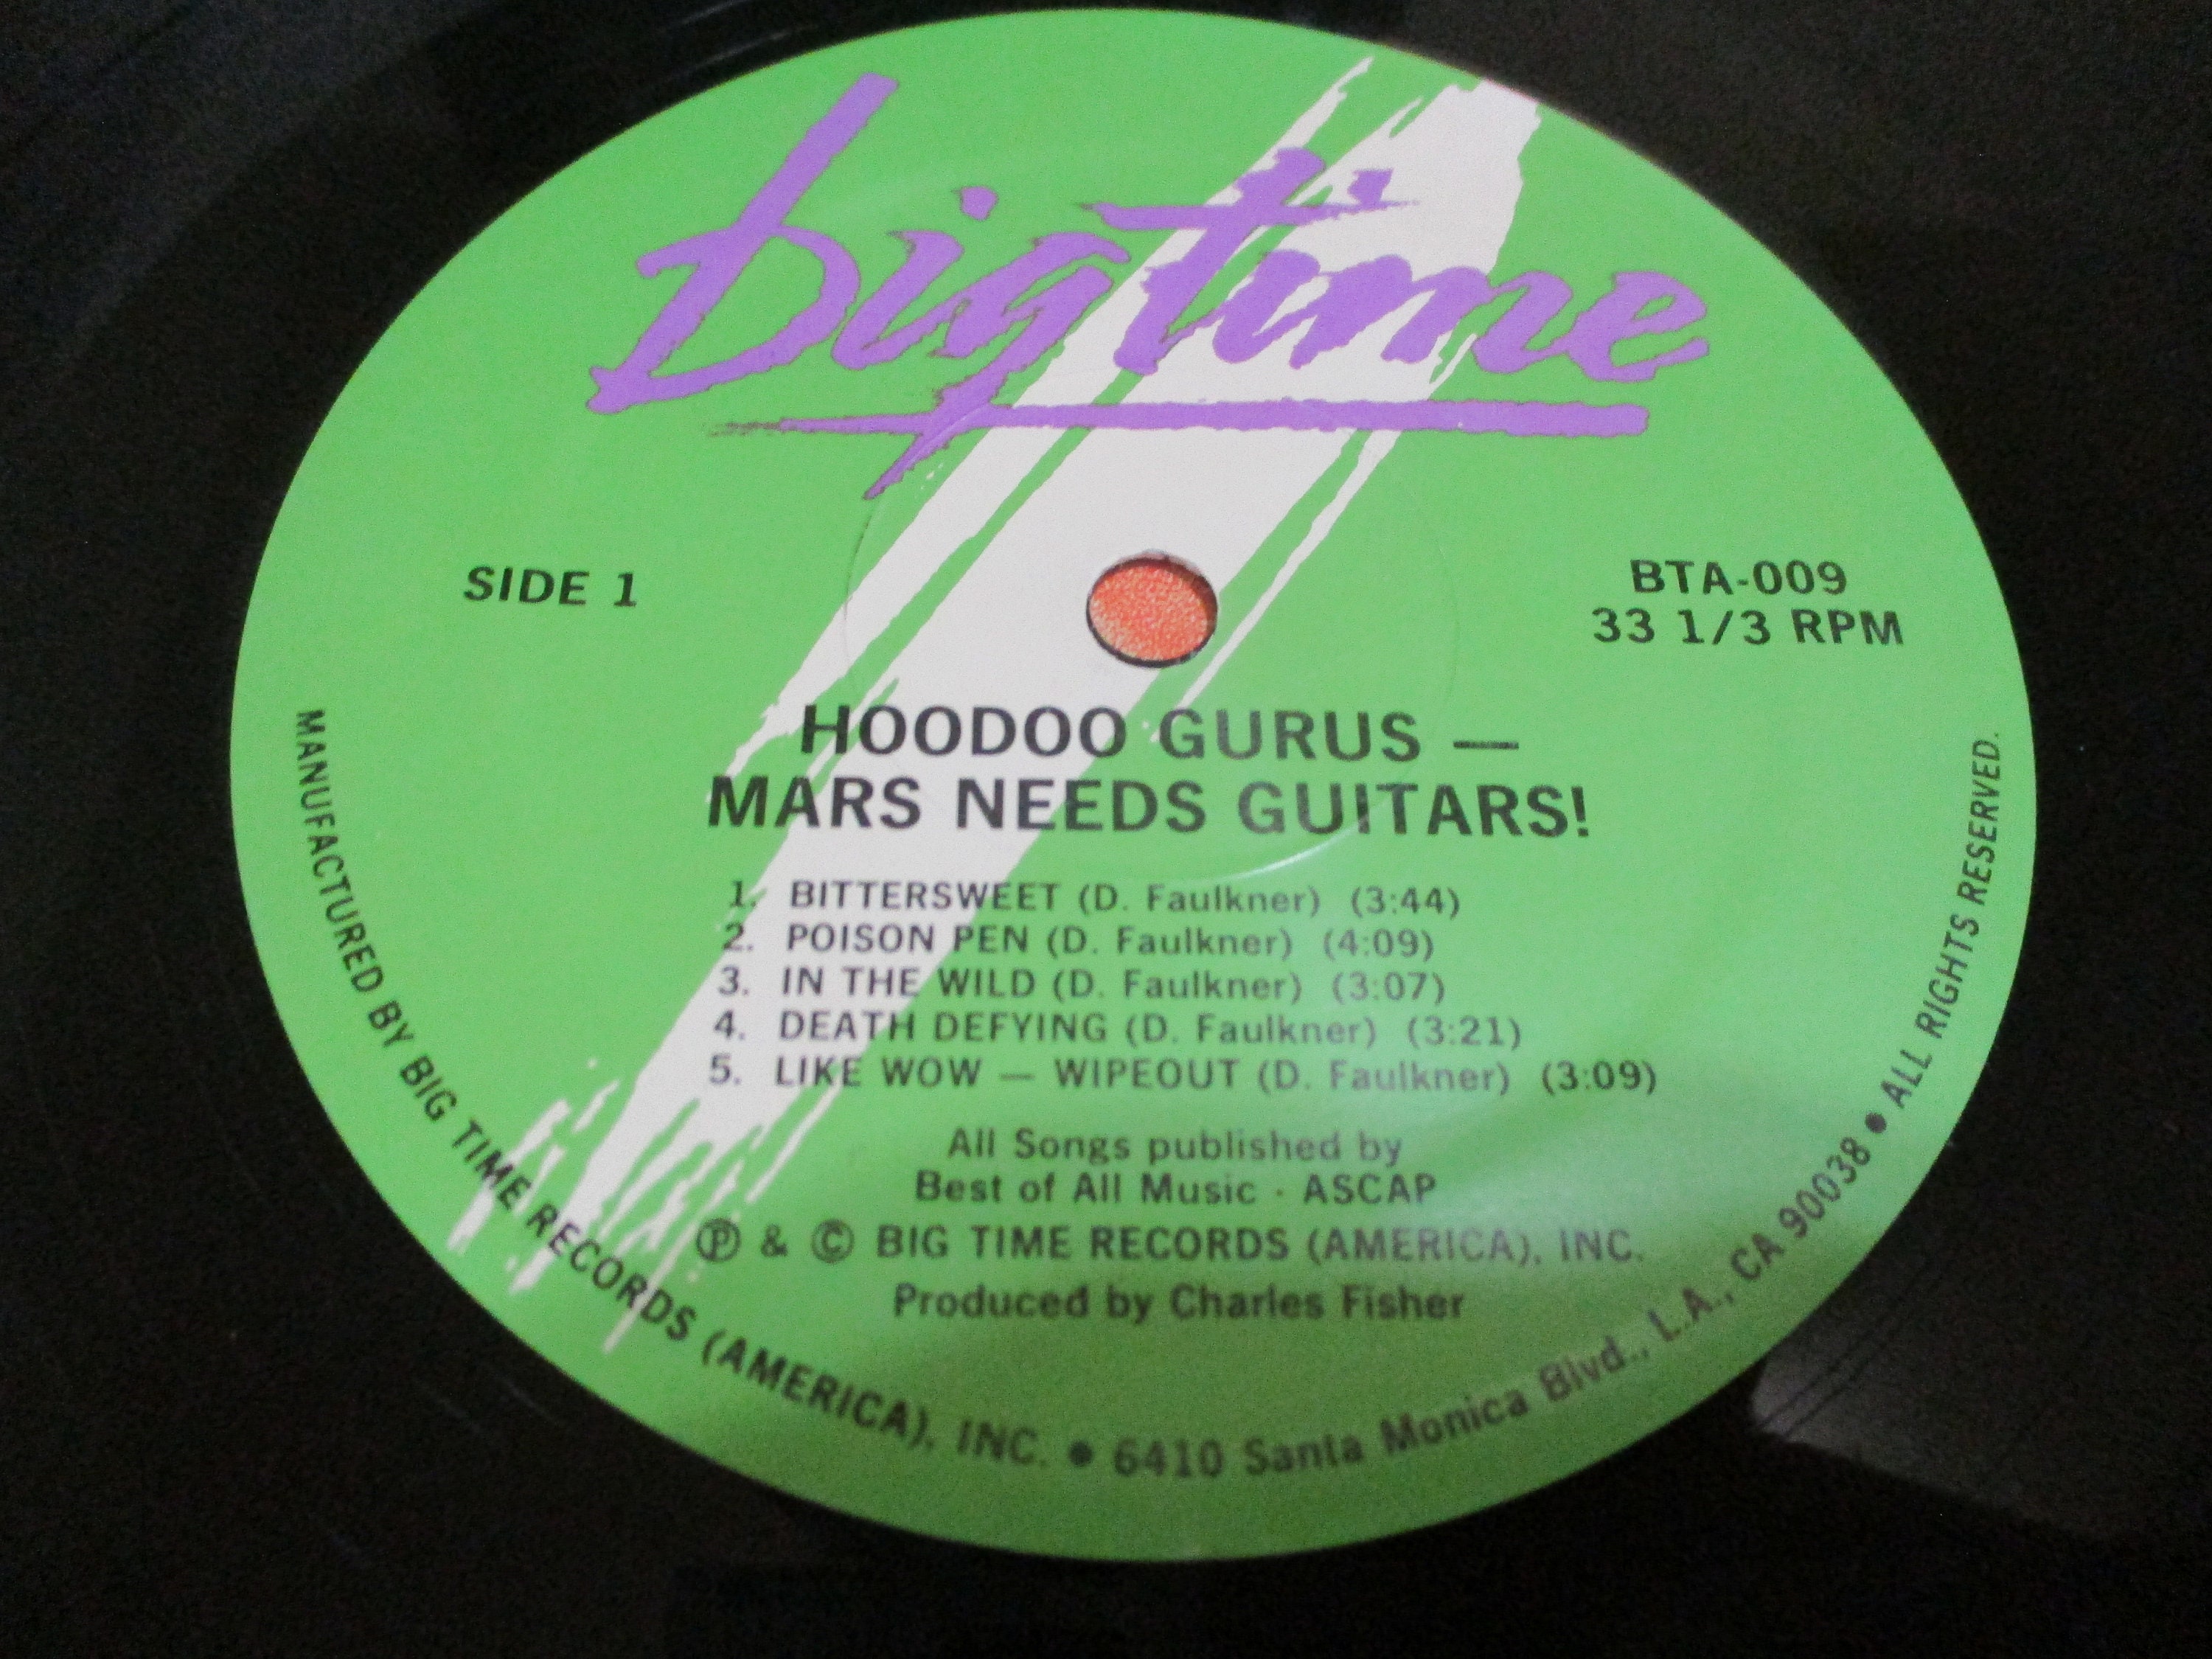 bigtime
SIDE 1
BTA-009
33 1/3 RPM
HOODOO GURUS —
MARS NEEDS GUITARS!
1. BITTERSWEET (D. Faulkner) (3:44)
2. POISON PEN (D. Faulkner) (4:09)
3. IN THE WILD (D. Faulkner) (3:07)
4. DEATH DEFYING (D. Faulkner) (3:21)
5. LIKE WOW — WIPEOUT (D. Faulkner) (3:09)
All Songs published by
Best of All Music · ASCAP
℗ & © BIG TIME RECORDS (AMERICA), INC.
Produced by Charles Fisher
MANUFACTURED BY BIG TIME RECORDS (AMERICA), INC. • 6410 Santa Monica Blvd., L.A., CA 90038 • ALL RIGHTS RESERVED.